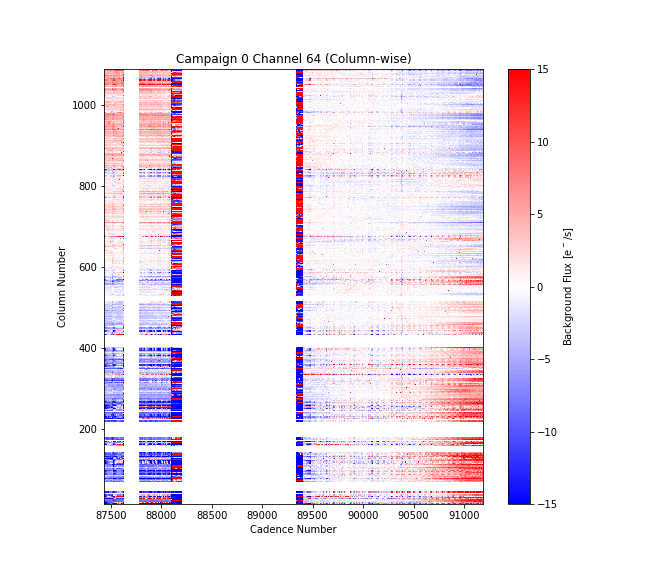 Campaign 0 Channel 64 (Column-wise)
1000
800
600
400
200
Column Number
87500 88000 88500 89000 89500 90000 90500 91000
Cadence Number
15
10
5
0
−5
−10
−15
Background Flux [e⁻/s]